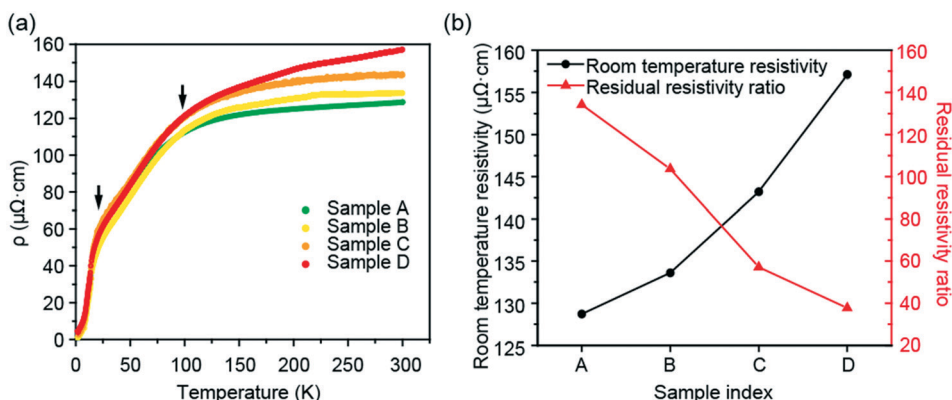 (a)
160
140
120
100
80
60
40
20
0
ρ (μΩ·cm)
0 50 100 150 200 250 300
Temperature (K)
Sample A
Sample B
Sample C
Sample D
(b)
160
155
150
145
140
135
130
125
Room temperature resistivity (μΩ·cm)
Room temperature resistivity
Residual resistivity ratio
A B C D
Sample index
160
140
120
100
80
60
40
20
Residual resistivity
ratio